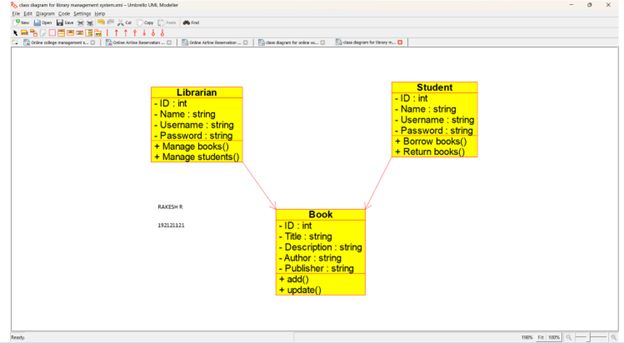 class diagram for library management system.xmi - Umbrello UML Modeller
File Edit Diagram Code Settings Help
New Open Save Cut Copy Paste Find
Online college management s... Online Airline Reservation ... Online Airline Reservation ... class diagram for online ... class diagram for library m...
Librarian
- ID : int
- Name : string
- Username : string
- Password : string
+ Manage books()
+ Manage students()
Student
- ID : int
- Name : string
- Username : string
- Password : string
+ Borrow books()
+ Return books()
RAKESH R
192121121
Book
- ID : int
- Title : string
- Description : string
- Author : string
- Publisher : string
+ add()
+ update()
Ready. 198% Fit 100%